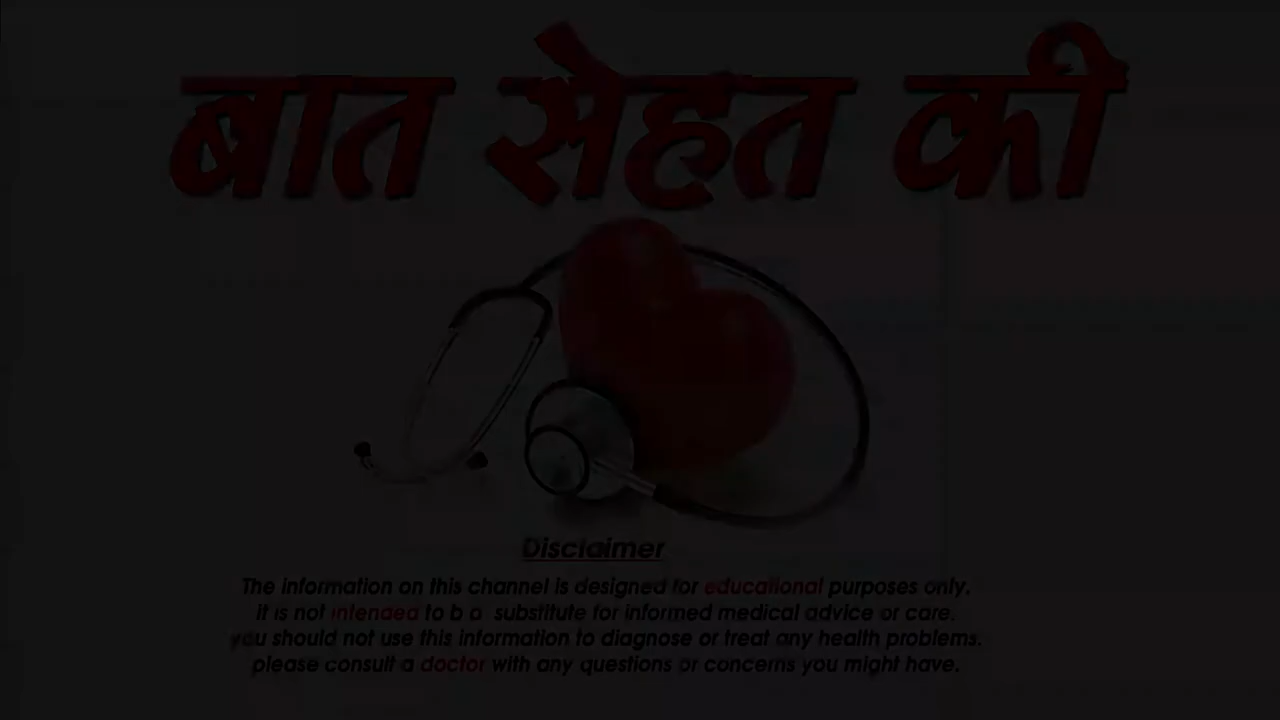 बात सेहत की
Disclaimer
The information on this channel is designed for educational purposes only.
it is not intended to b a substitute for informed medical advice or care.
you should not use this information to diagnose or treat any health problems.
please consult a doctor with any questions or concerns you might have.